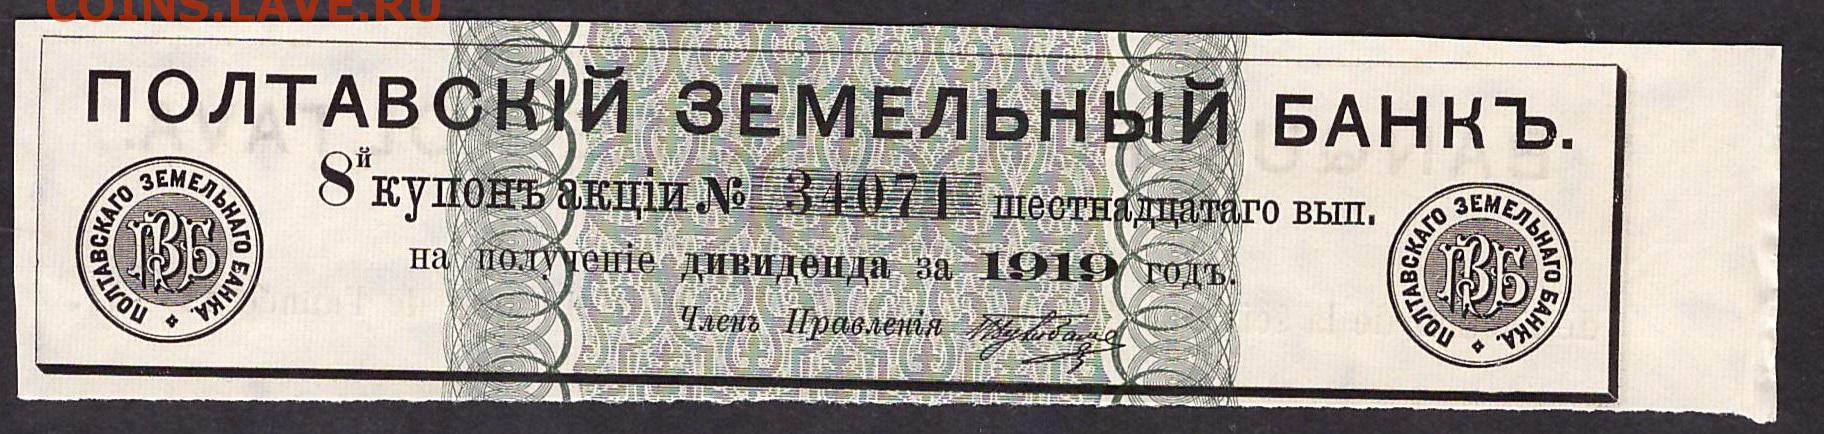 COINS.LAVE.RU
ПОЛТАВСКІЙ ЗЕМЕЛЬНЫЙ БАНКЪ.
8й купонъ акціи № 34071 шестнадцатаго вып.
на полученіе дивиденда за 1919 годъ.
Членъ Правленія
ПОЛТАВСКАГО ЗЕМЕЛЬНАГО БАНКА.
ПЗБ
ПОЛТАВСКАГО ЗЕМЕЛЬНАГО БАНКА.
ПЗБ